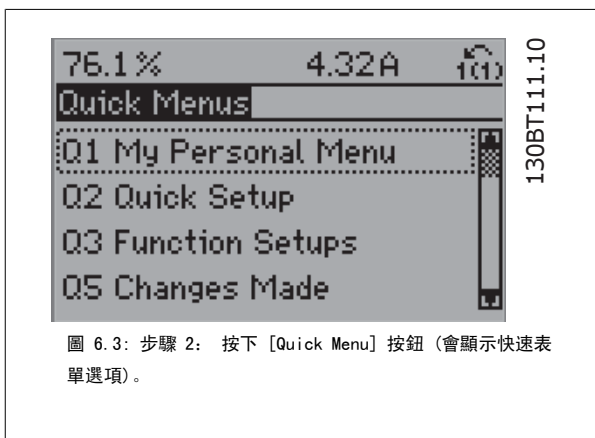 76.1% 4.32A 1(1)
Quick Menus
Q1 My Personal Menu
Q2 Quick Setup
Q3 Function Setups
Q5 Changes Made
130BT111.10
圖 6.3: 步驟 2： 按下 [Quick Menu] 按鈕 (會顯示快速表
單選項)。